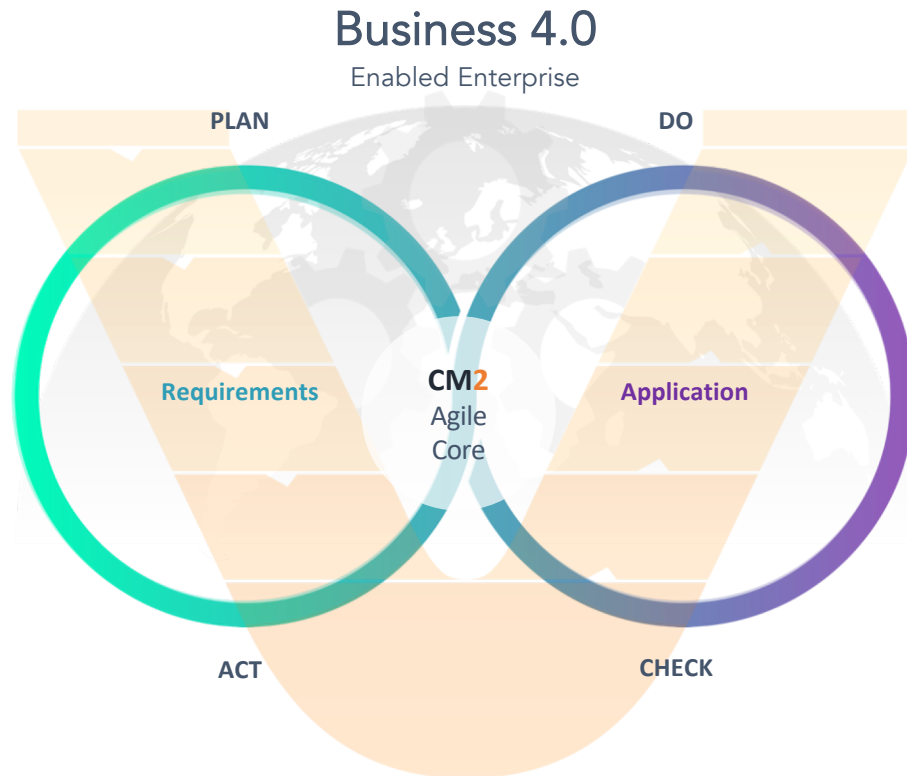 Business 4.0
Enabled Enterprise
PLAN
DO
Requirements
CM2
Agile
Core
Application
ACT
CHECK